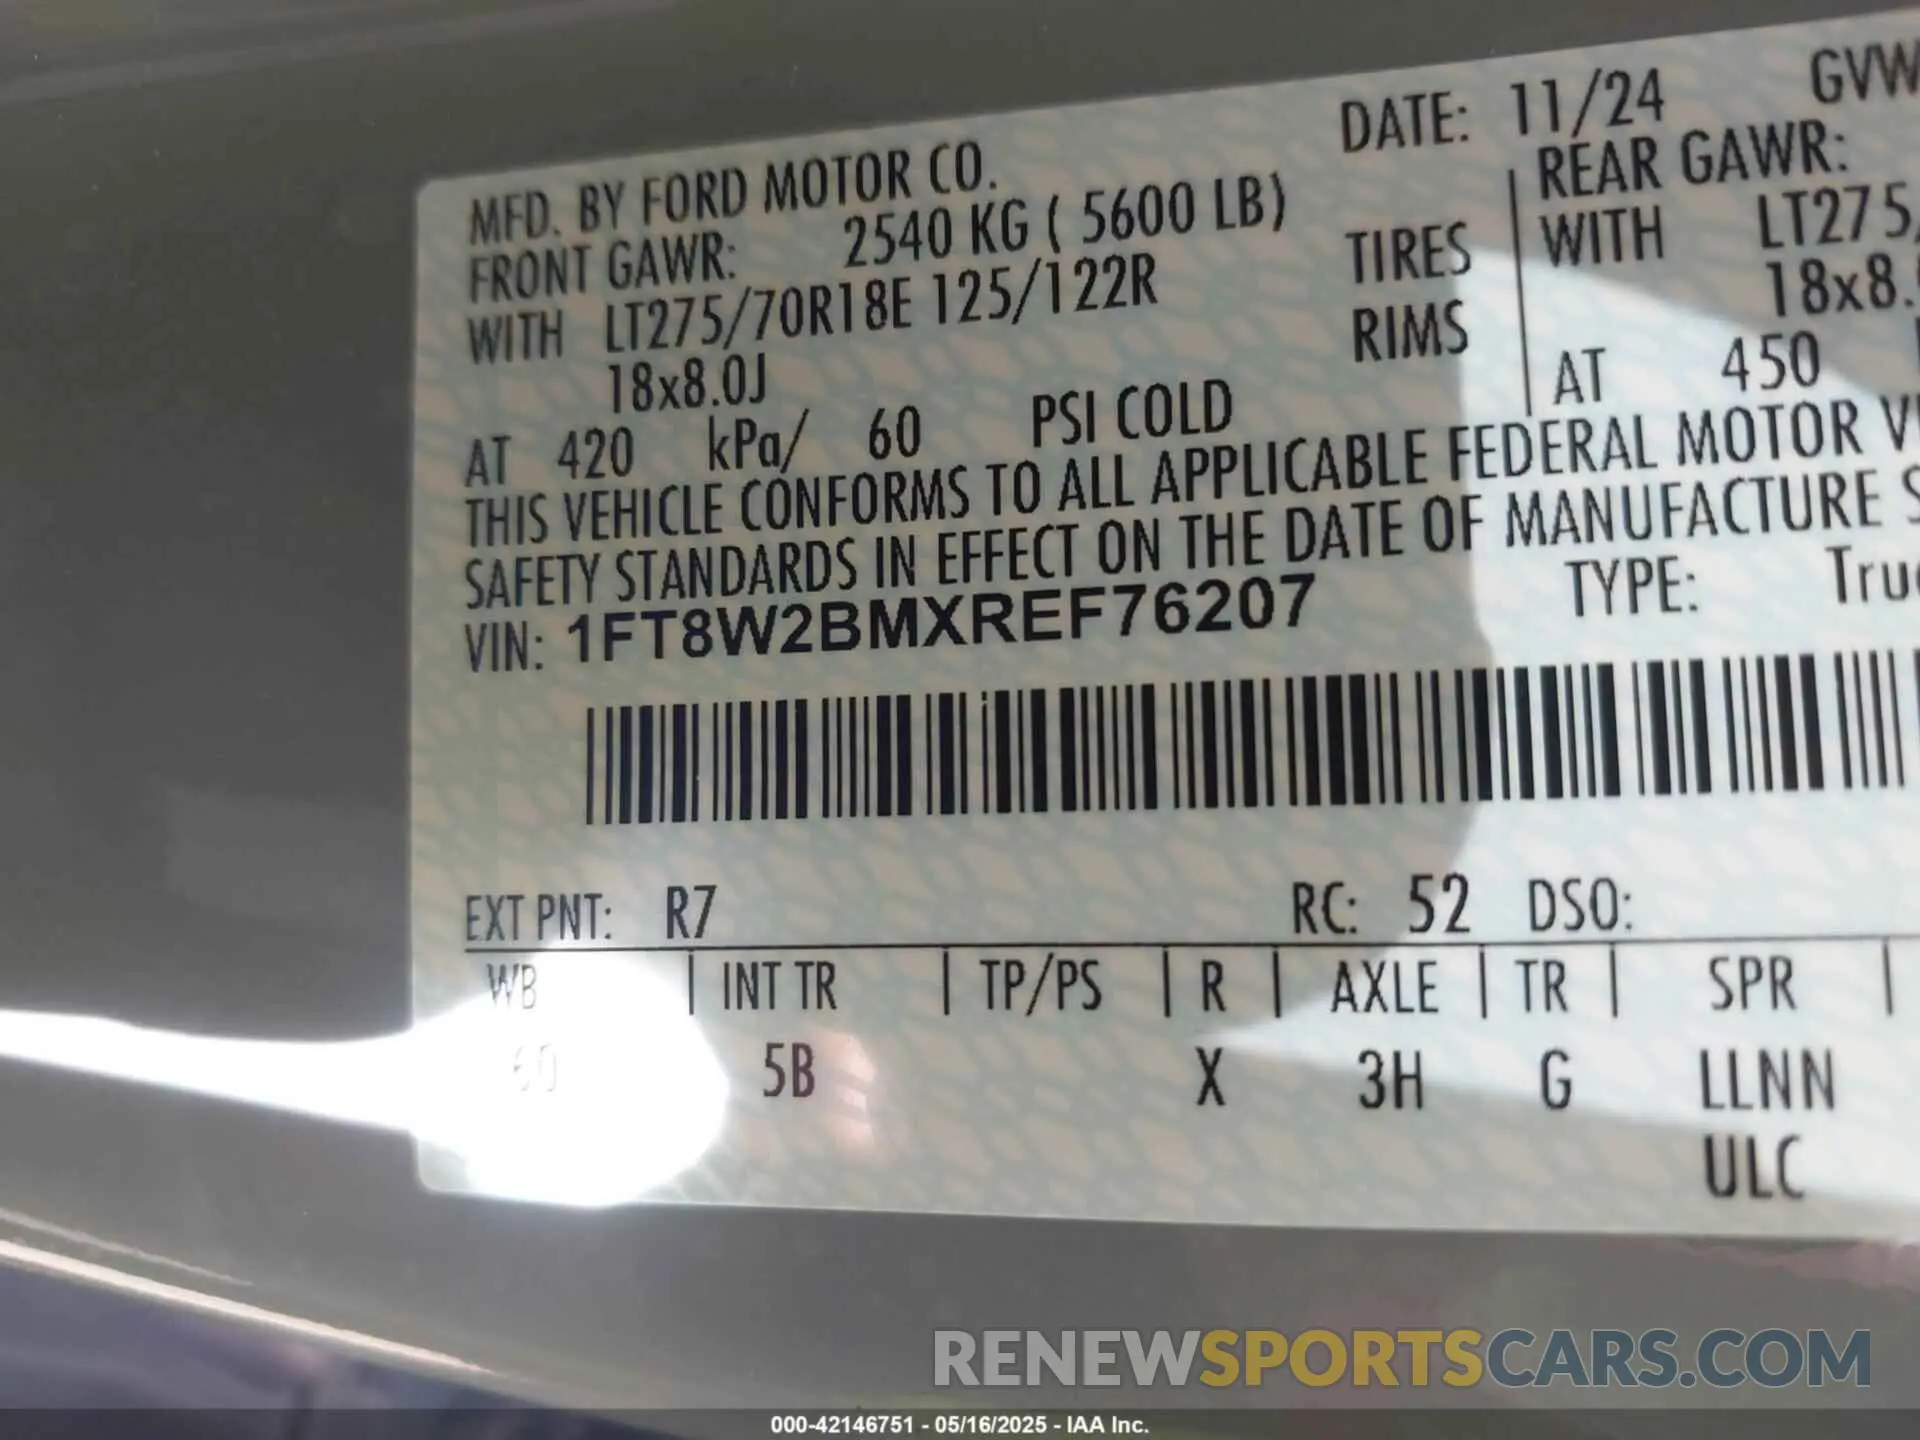 DATE: 11/24 GVW
MFD. BY FORD MOTOR CO.
FRONT GAWR: 2540 KG ( 5600 LB) REAR GAWR:
WITH LT275/70R18E 125/122R TIRES WITH LT275/
18x8.0J RIMS 18x8.0
AT 420 kPa/ 60 PSI COLD AT 450
THIS VEHICLE CONFORMS TO ALL APPLICABLE FEDERAL MOTOR
SAFETY STANDARDS IN EFFECT ON THE DATE OF MANUFACTURE
VIN: 1FT8W2BMXREF76207 TYPE: Truc
EXT PNT: R7 RC: 52 DSO:
WB | INT TR | TP/PS | R | AXLE | TR | SPR |
60 5B X 3H G LLNN
ULC
RENEWSPORTSCARS.COM
000-42146751 - 05/16/2025 - IAA Inc.